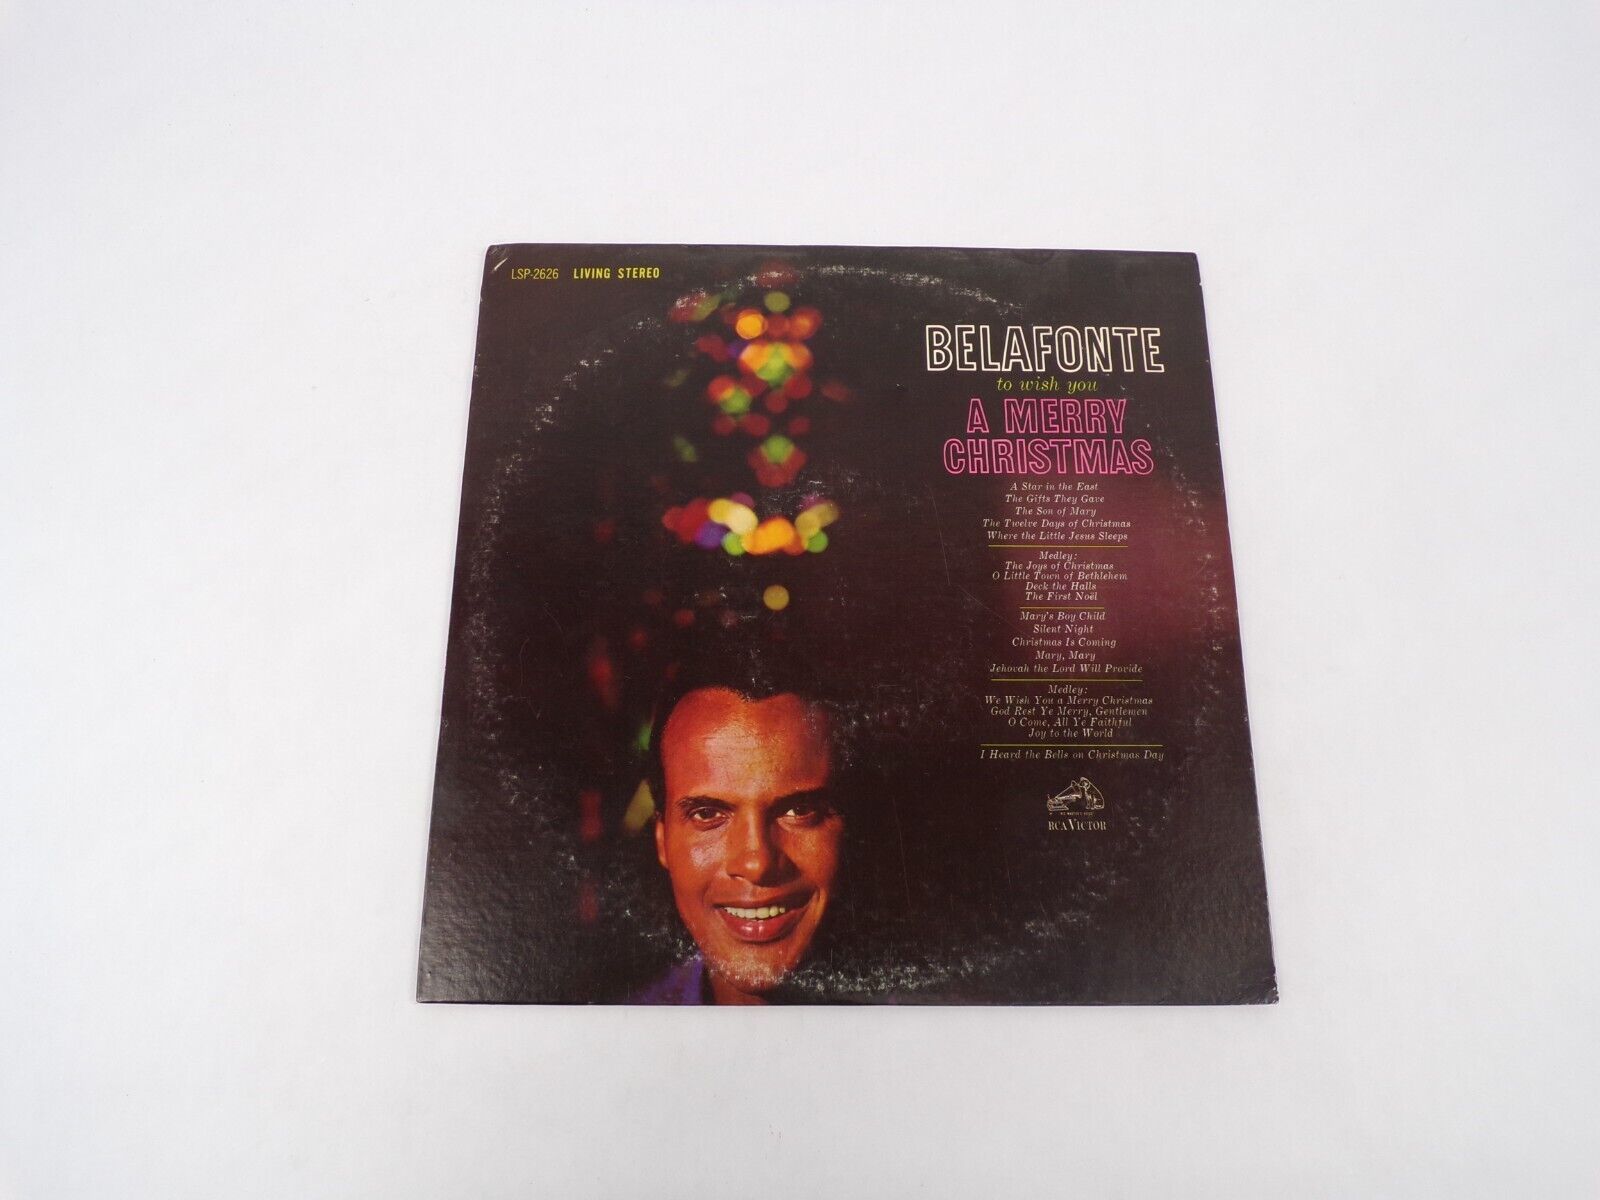 LSP-2626 LIVING STEREO
BELAFONTE
to wish you
A MERRY
CHRISTMAS
A Star in the East
The Gifts They Gave
The Son of Mary
The Twelve Days of Christmas
Where the Little Jesus Sleeps
Medley:
The Joys of Christmas
O Little Town of Bethlehem
Deck the Halls
The First Noël
Mary's Boy Child
Silent Night
Christmas Is Coming
Mary, Mary
Jehovah the Lord Will Provide
Medley:
We Wish You a Merry Christmas
God Rest Ye Merry, Gentlemen
O Come, All Ye Faithful
Joy to the World
I Heard the Bells on Christmas Day
"HIS MASTER'S VOICE"
RCA VICTOR